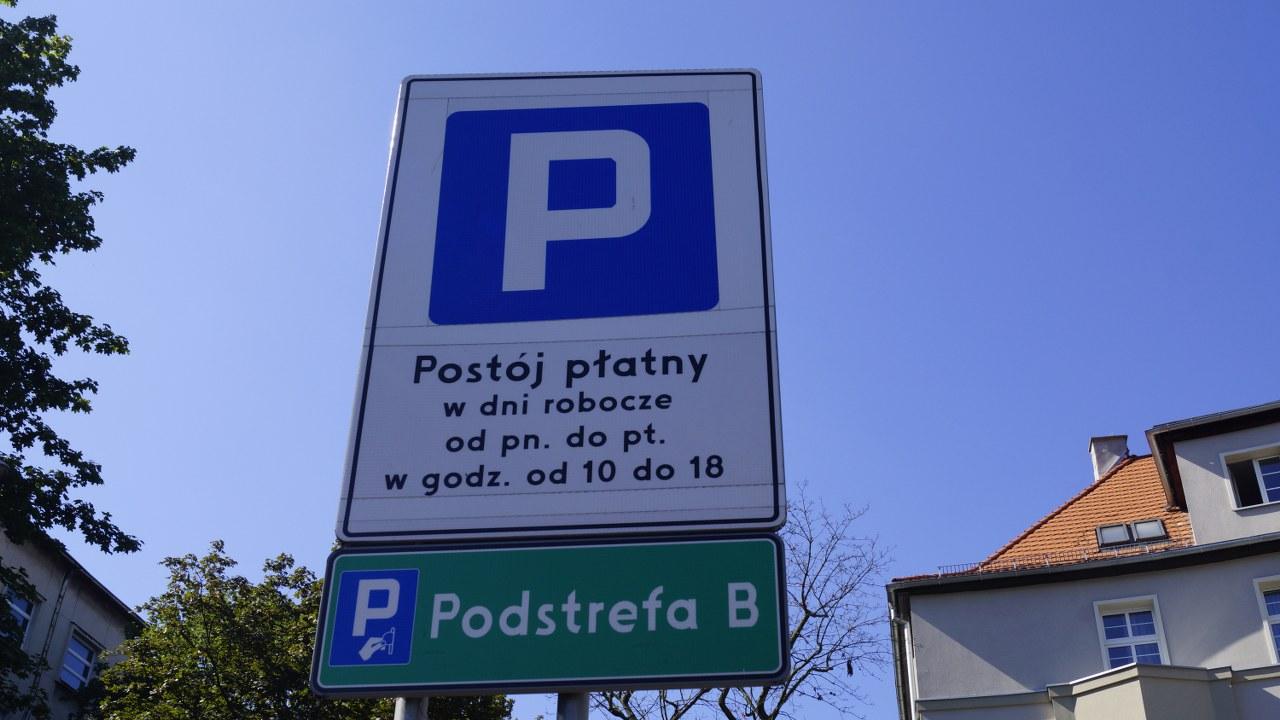 P
Postój płatny
w dni robocze
od pn. do pt.
w godz. od 10 do 18
P Podstrefa B